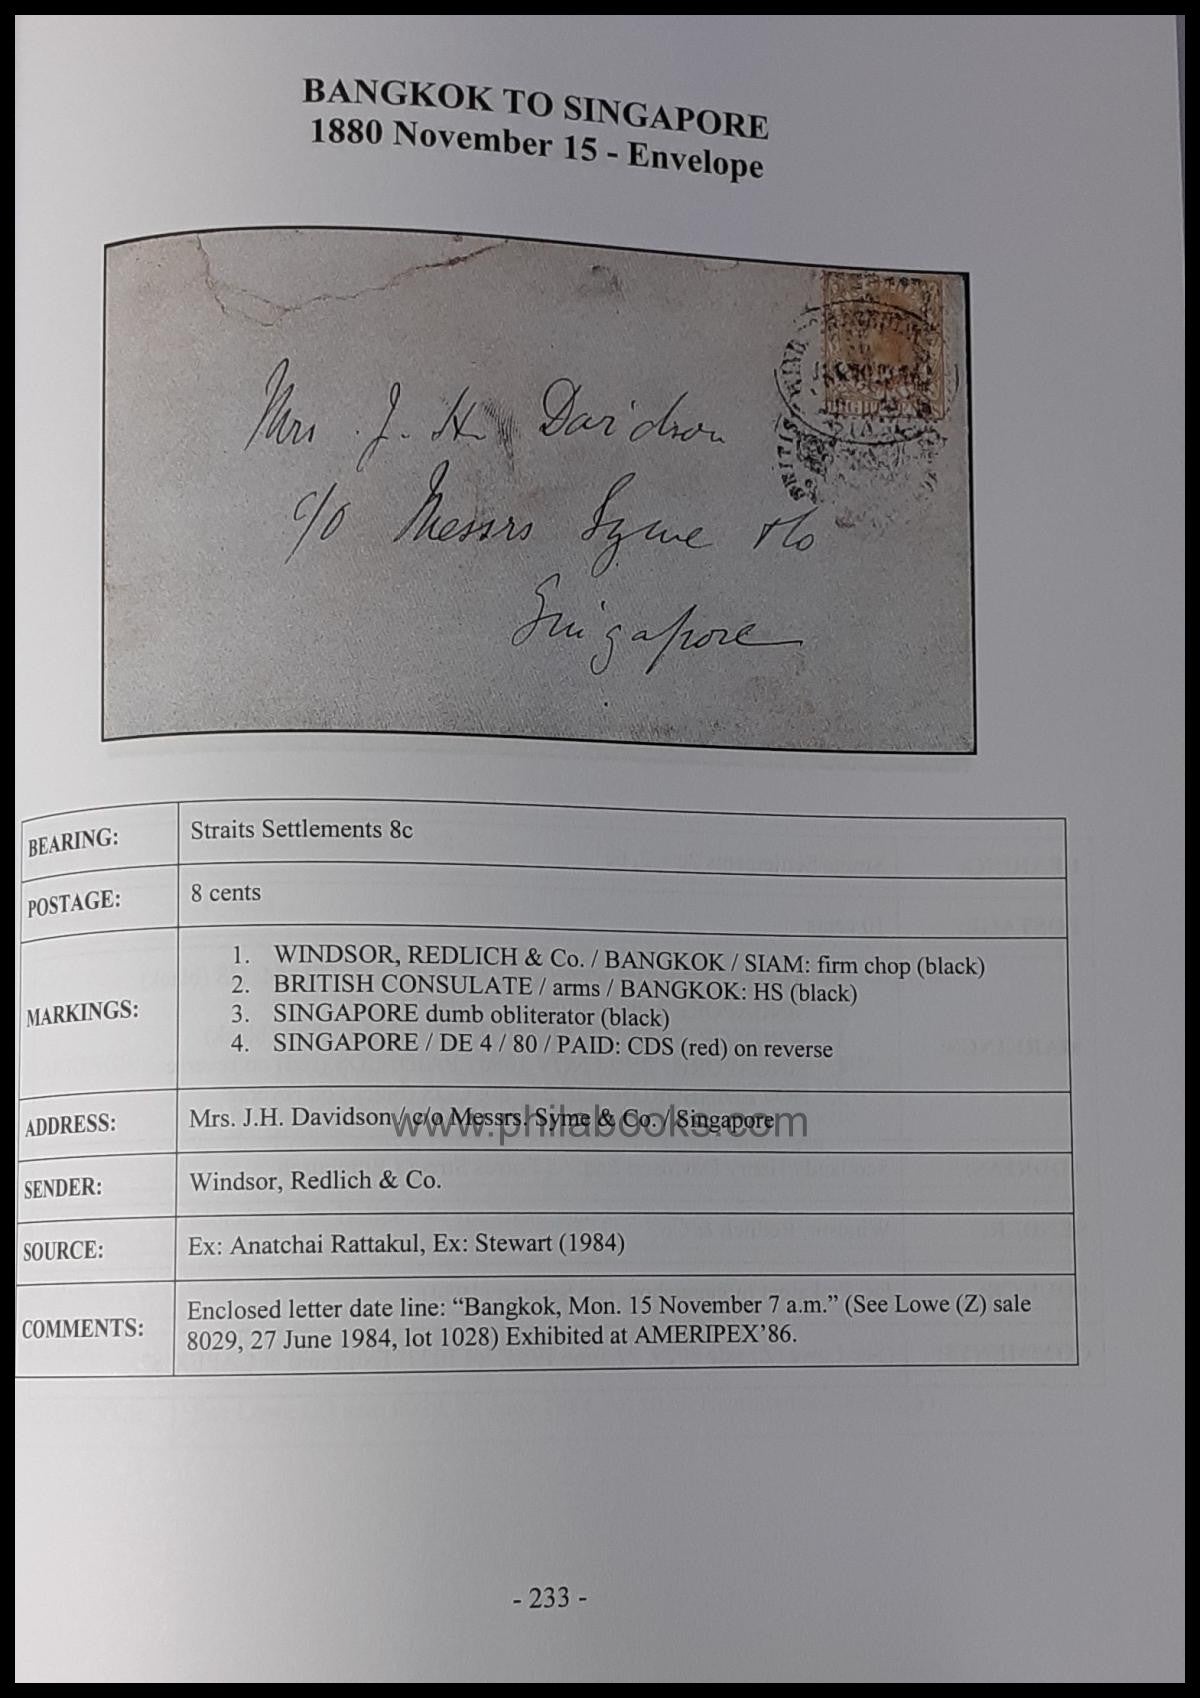 BANGKOK TO SINGAPORE
1880 November 15 - Envelope
Mrs J. H. Davidson
c/o Messrs Syme & Co
Singapore
BEARING: Straits Settlements 8c
POSTAGE: 8 cents
MARKINGS:
1. WINDSOR, REDLICH & Co. / BANGKOK / SIAM: firm chop (black)
2. BRITISH CONSULATE / arms / BANGKOK: HS (black)
3. SINGAPORE dumb obliterator (black)
4. SINGAPORE / DE 4 / 80 / PAID: CDS (red) on reverse
ADDRESS: Mrs. J.H. Davidson / c/o Messrs. Syme & Co. / Singapore
www.philabooks.com
SENDER: Windsor, Redlich & Co.
SOURCE: Ex: Anatchai Rattakul, Ex: Stewart (1984)
COMMENTS: Enclosed letter date line: “Bangkok, Mon. 15 November 7 a.m.” (See Lowe (Z) sale
8029, 27 June 1984, lot 1028) Exhibited at AMERIPEX’86.
- 233 -